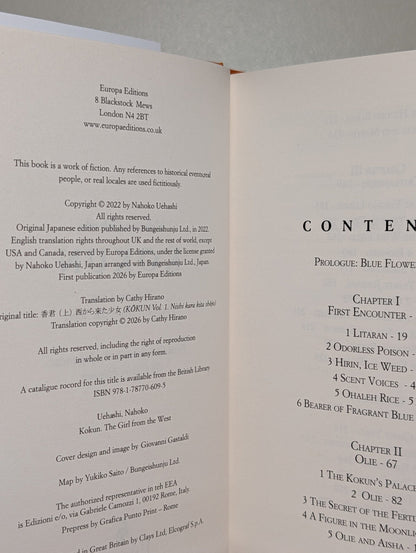 Europa Editions
8 Blackstock Mews
London N4 2BT
www.europaeditions.co.uk
This book is a work of fiction. Any references to historical events, real
people, or real locales are used fictitiously.
Copyright © 2022 by Nahoko Uehashi
All rights reserved.
Original Japanese edition published by Bungeishunju Ltd., in 2022.
English translation rights throughout UK and the rest of world, except
USA and Canada, reserved by Europa Editions, under the license granted
by Nahoko Uehashi, Japan arranged with Bungeishunju Ltd., Japan.
First publication 2026 by Europa Editions
Translation by Cathy Hirano
riginal title: 香君（上）西から来た少女 (KŌKUN Vol. 1. Nishi kara kita shōjo)
Translation copyright © 2026 by Cathy Hirano
All rights reserved, including the right of reproduction
in whole or in part in any form.
A catalogue record for this title is available from the British Library
ISBN 978-1-78770-609-5
Uehashi, Nahoko
Kokun. The Girl from the West
Cover design and image by Giovanni Gastaldi
Map by Yukiko Saito / Bungeishunju Ltd.
The authorized representative in teh EEA
is Edizioni e/o, via Gabriele Camozzi 1, 00192 Rome, Italy.
Prepress by Grafica Punto Print – Rome
in Great Britain by Clays Ltd, Elcograf S.p.A.
CONTEN
PROLOGUE: BLUE FLOWE
CHAPTER I
FIRST ENCOUNTER -
1 LITARAN - 19
2 ODORLESS POISON -
3 HIRIN, ICE WEED -
4 SCENT VOICES - 4
5 OHALEH RICE - 5
6 BEARER OF FRAGRANT BLUE
CHAPTER II
OLIE - 67
1 THE KOKUN'S PALACE
2 OLIE - 82
3 THE SECRET OF THE FERT
4 A FIGURE IN THE MOONL
5 OLIE AND AISHA - 1